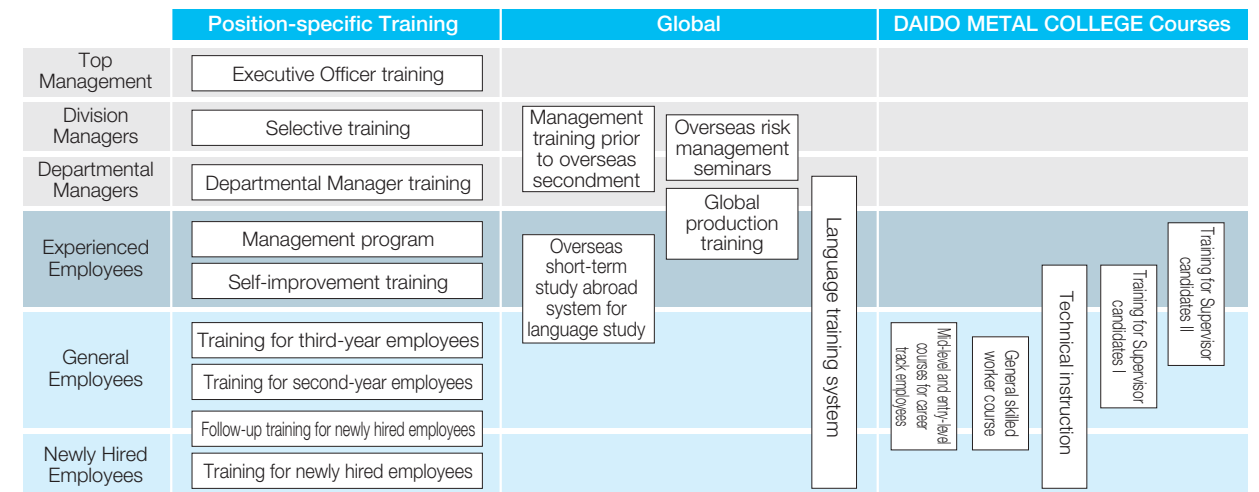 Position-specific Training
Global
DAIDO METAL COLLEGE Courses
Top
Management
Executive Officer training
Division
Managers
Selective training
Management
training prior
to overseas
secondment
Overseas risk
management
seminars
Departmental
Managers
Departmental Manager training
Global
production
training
Language training system
Experienced
Employees
Management program
Self-improvement training
Overseas
short-term
study abroad
system for
language study
Technical instruction
Training for Supervisor
candidates I
Training for Supervisor
candidates II
General
Employees
Training for third-year employees
Training for second-year employees
Follow-up training for newly hired employees
Mid-level and entry-level
courses for career
track employees
General skilled
worker course
Newly Hired
Employees
Training for newly hired employees